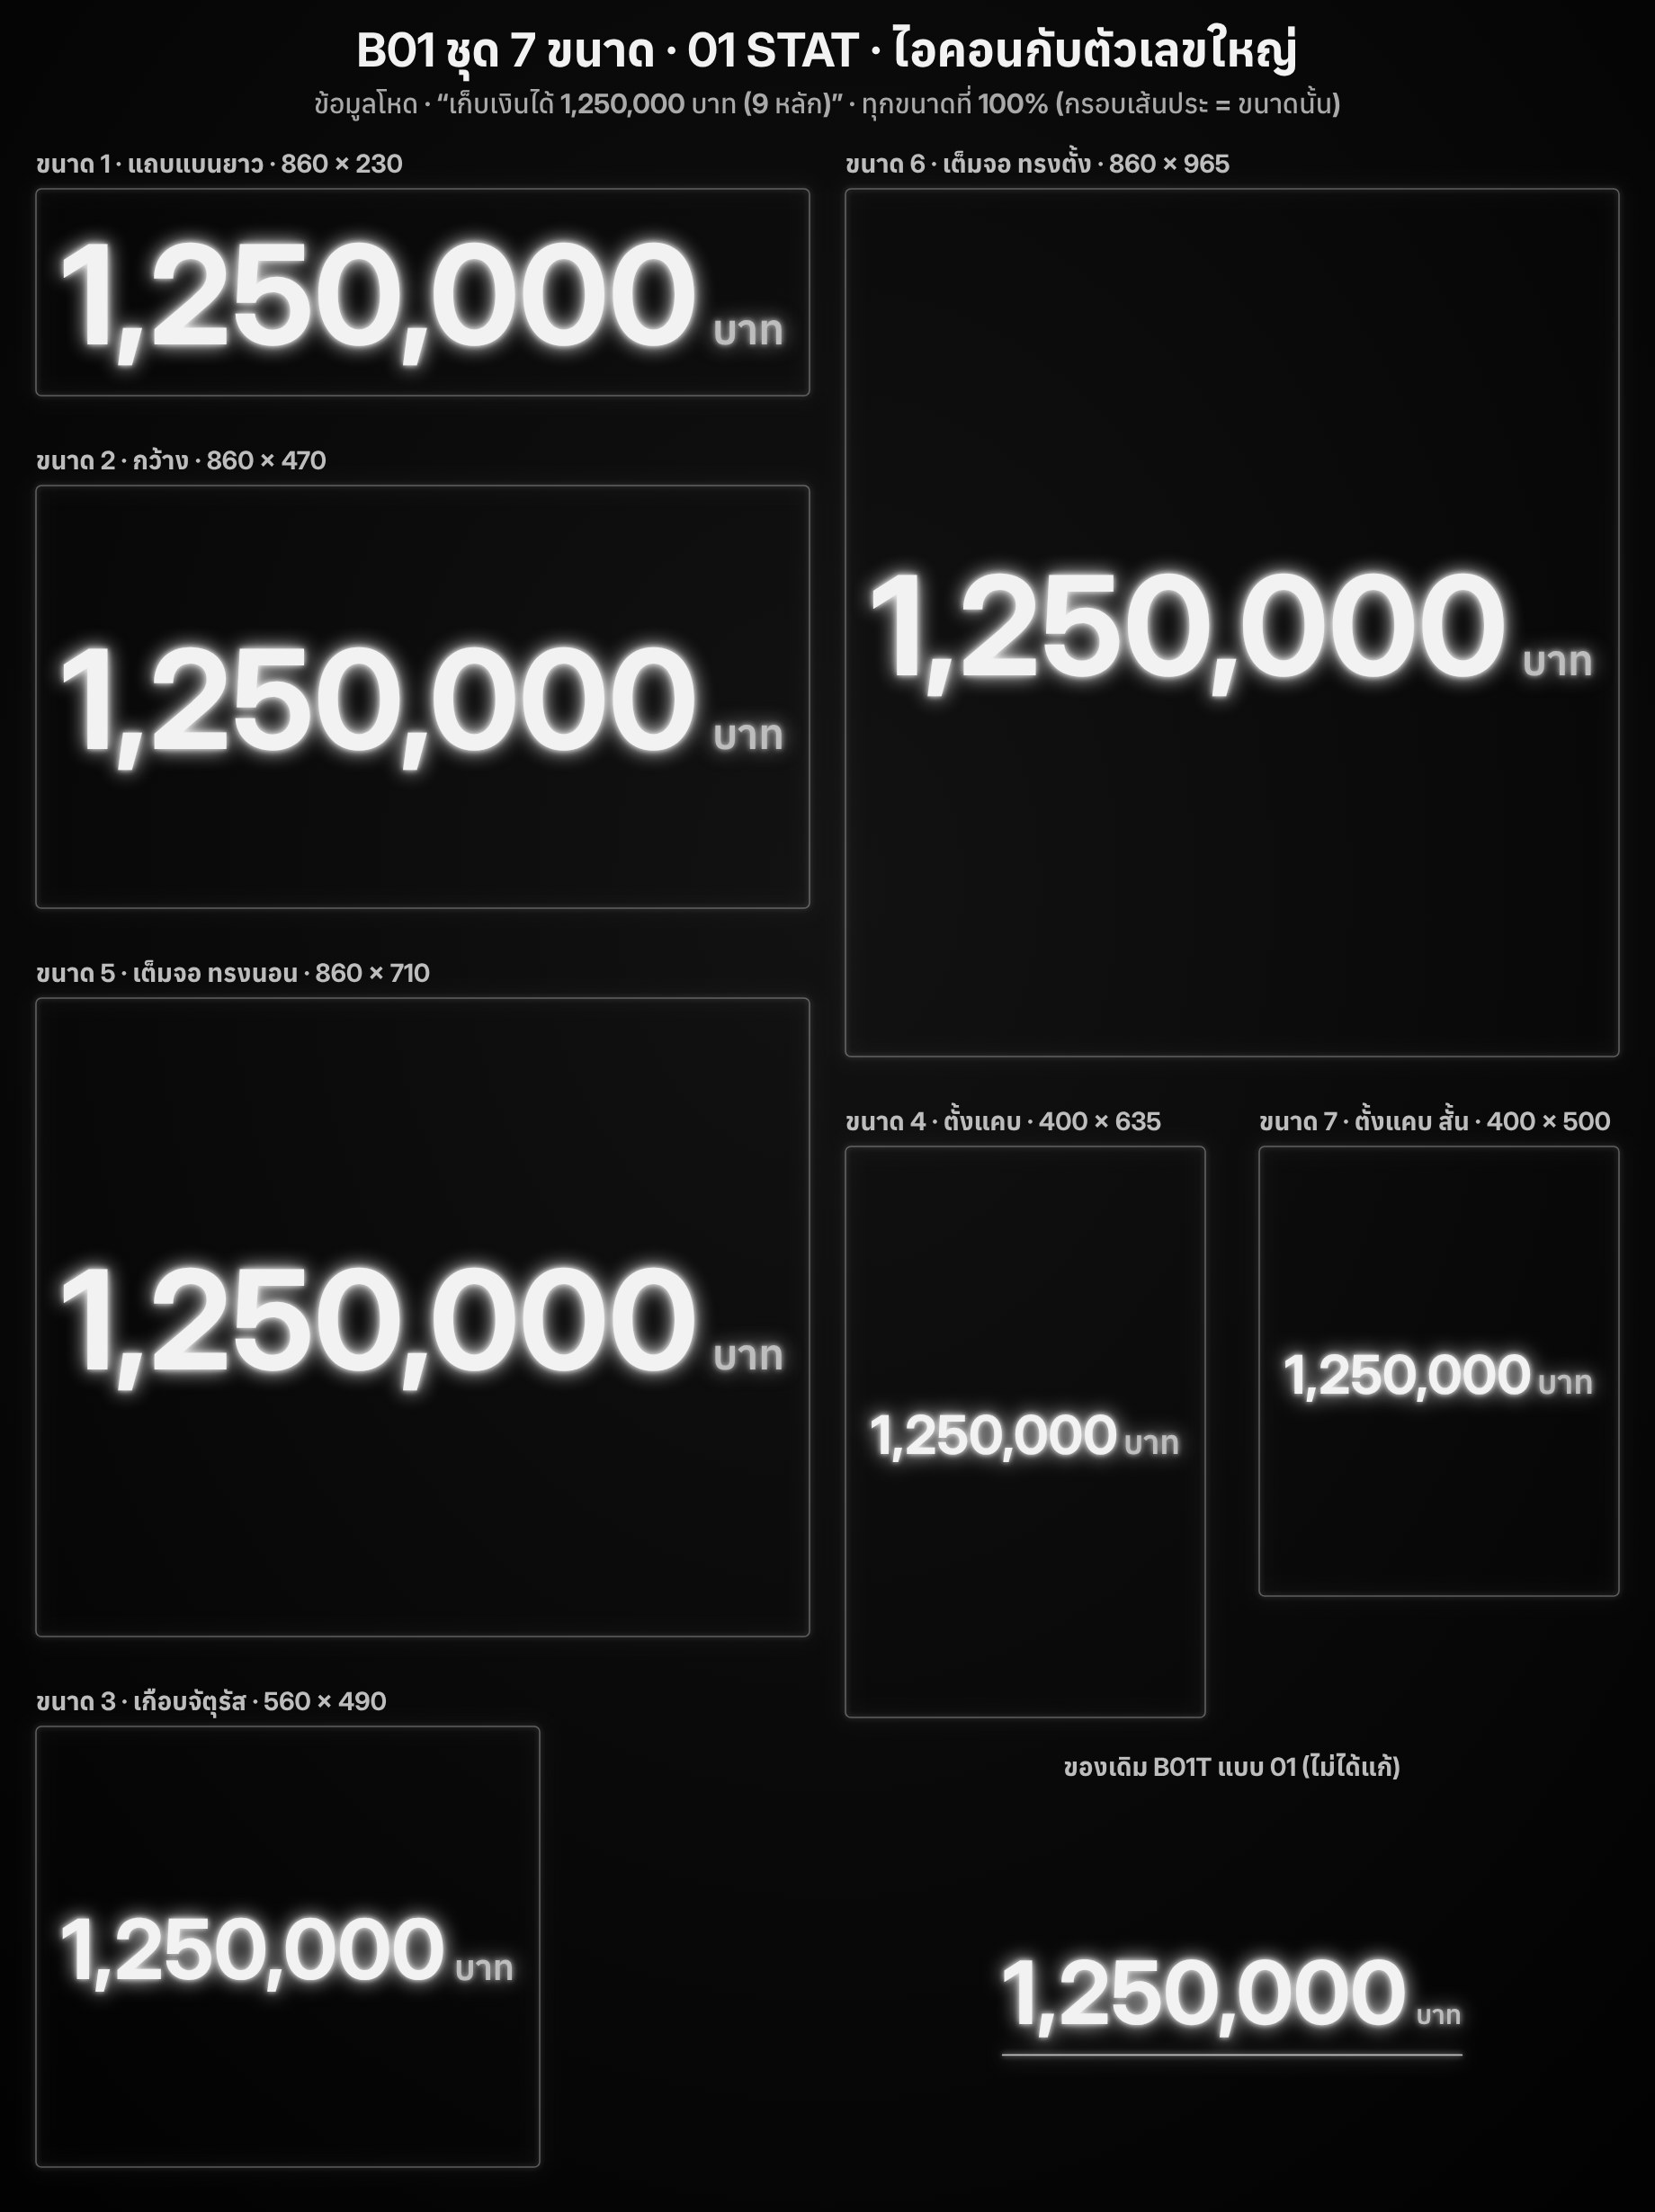 B01 ชุด 7 ขนาด · 01 STAT · ไอคอนกับตัวเลขใหญ่
ข้อมูลโหด · “เก็บเงินได้ 1,250,000 บาท (9 หลัก)” · ทุกขนาดที่ 100% (กรอบเส้นประ = ขนาดนั้น)
ขนาด 1 · แถบแบนยาว · 860 × 230
1,250,000 บาท
ขนาด 2 · กว้าง · 860 × 470
1,250,000 บาท
ขนาด 5 · เต็มจอ ทรงนอน · 860 × 710
1,250,000 บาท
ขนาด 3 · เกือบจัตุรัส · 560 × 490
1,250,000 บาท
ขนาด 6 · เต็มจอ ทรงตั้ง · 860 × 965
1,250,000 บาท
ขนาด 4 · ตั้งแคบ · 400 × 635
1,250,000 บาท
ขนาด 7 · ตั้งแคบ สั้น · 400 × 500
1,250,000 บาท
ของเดิม B01T แบบ 01 (ไม่ได้แก้)
1,250,000 บาท